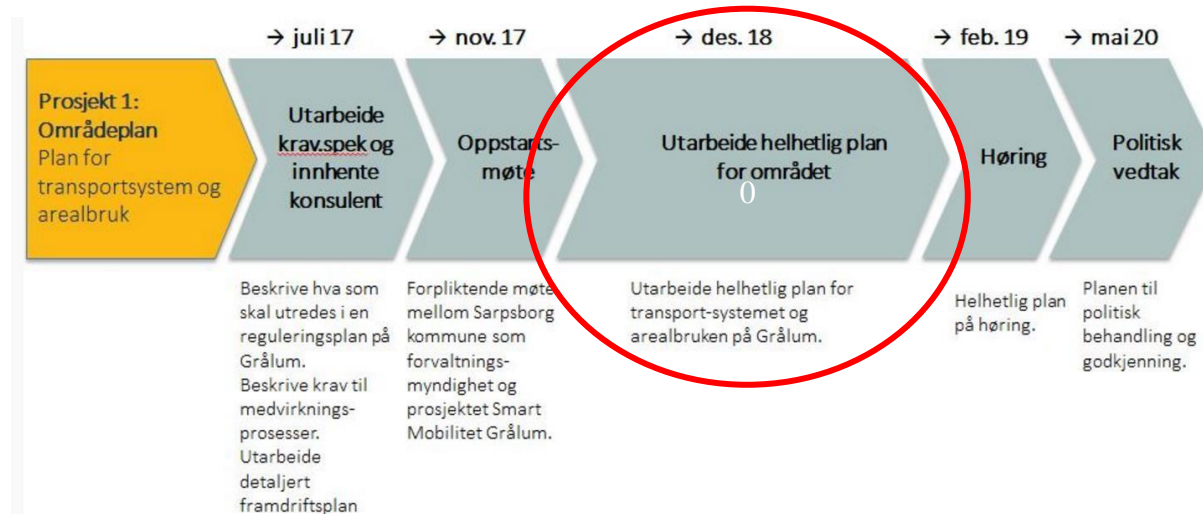 → juli 17
→ nov. 17
→ des. 18
→ feb. 19
→ mai 20
Prosjekt 1:
Områdeplan
Plan for
transportsystem og
arealbruk
Utarbeide
krav.spek og
innhente
konsulent
Oppstarts-
møte
Utarbeide helhetlig plan
for området
0
Høring
Politisk
vedtak
Beskrive hva som
skal utredes i en
reguleringsplan på
Grålum.
Beskrive krav til
medvirknings-
prosesser.
Utarbeide
detaljert
framdriftsplan
Forpliktende møte
mellom Sarpsborg
kommune som
forvaltnings-
myndighet og
prosjektet Smart
Mobilitet Grålum.
Utarbeide helhetlig plan for
transport-systemet og
arealbruken på Grålum.
Helhetlig plan
på høring.
Planen til
politisk
behandling og
godkjenning.